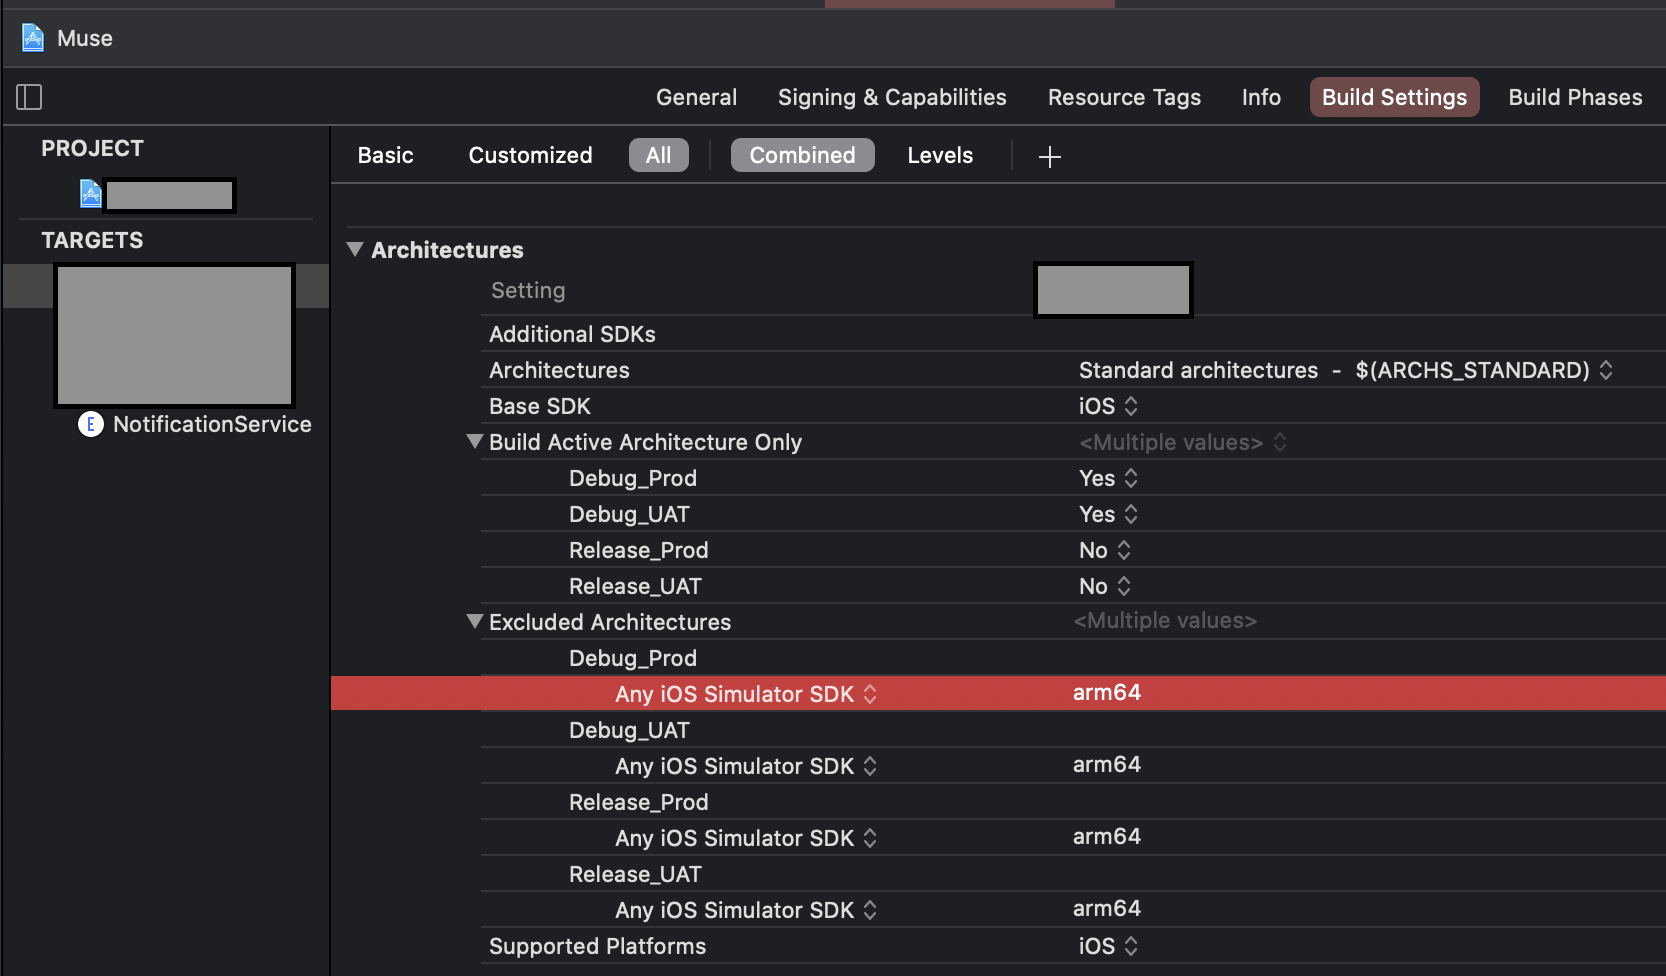 Muse
General Signing & Capabilities Resource Tags Info Build Settings Build Phases
PROJECT
TARGETS
E NotificationService
Basic Customized All Combined Levels +
Architectures
Setting
Additional SDKs
Architectures Standard architectures - $(ARCHS_STANDARD)
Base SDK iOS
Build Active Architecture Only <Multiple values>
Debug_Prod Yes
Debug_UAT Yes
Release_Prod No
Release_UAT No
Excluded Architectures <Multiple values>
Debug_Prod
Any iOS Simulator SDK arm64
Debug_UAT
Any iOS Simulator SDK arm64
Release_Prod
Any iOS Simulator SDK arm64
Release_UAT
Any iOS Simulator SDK arm64
Supported Platforms iOS